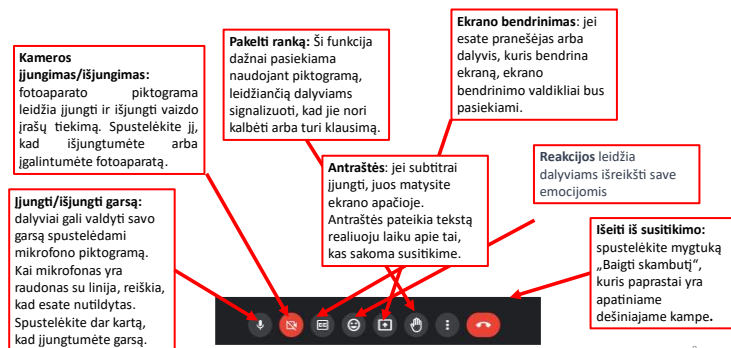 Kameros
įjungimas/išjungimas:
fotoaparato piktograma
leidžia įjungti ir išjungti vaizdo
įrašų tiekimą. Spustelėkite jį,
kad išjungtumėte arba
įgalintumėte fotoaparatą.
Pakelti ranką: Ši funkcija
dažnai pasiekiama
naudojant piktogramą,
leidžiančią dalyviams
signalizuoti, kad jie nori
kalbėti arba turi klausimą.
Ekrano bendrinimas: jei
esate pranešėjas arba
dalyvis, kuris bendrina
ekraną, ekrano
bendrinimo valdikliai bus
pasiekiami.
Įjungti/išjungti garsą:
dalyviai gali valdyti savo
garsą spustelėdami
mikrofono piktogramą.
Kai mikrofonas yra
raudonas su linija, reiškia,
kad esate nutildytas.
Spustelėkite dar kartą,
kad įjungtumėte garsą.
Antraštės: jei subtitrai
įjungti, juos matysite
ekrano apačioje.
Antraštės pateikia tekstą
realiuoju laiku apie tai,
kas sakoma susitikime.
Reakcijos leidžia
dalyviams išreikšti save
emocijomis
Išeiti iš susitikimo:
spustelėkite mygtuką
„Baigti skambutį“,
kuris paprastai yra
apatiniame
dešiniajame kampe.
CC